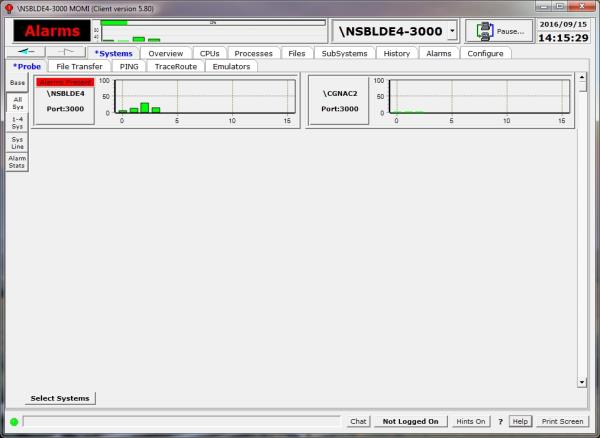 \NSBLDE4-3000 MOMI (Client version 5.80)
Alarms
\NSBLDE4-3000
Pause...
2016/09/15
14:15:29
*Systems Overview CPUs Processes Files SubSystems History Alarms Configure
*Probe File Transfer PING TraceRoute Emulators
Base
All Sys
1-4 Sys
Sys Line
Alarm Stats
Alarms Present
\NSBLDE4
Port:3000
100
50
0
0 5 10 15
\CGNAC2
Port:3000
100
50
0
0 5 10 15
Select Systems
Chat Not Logged On Hints On ? Help Print Screen